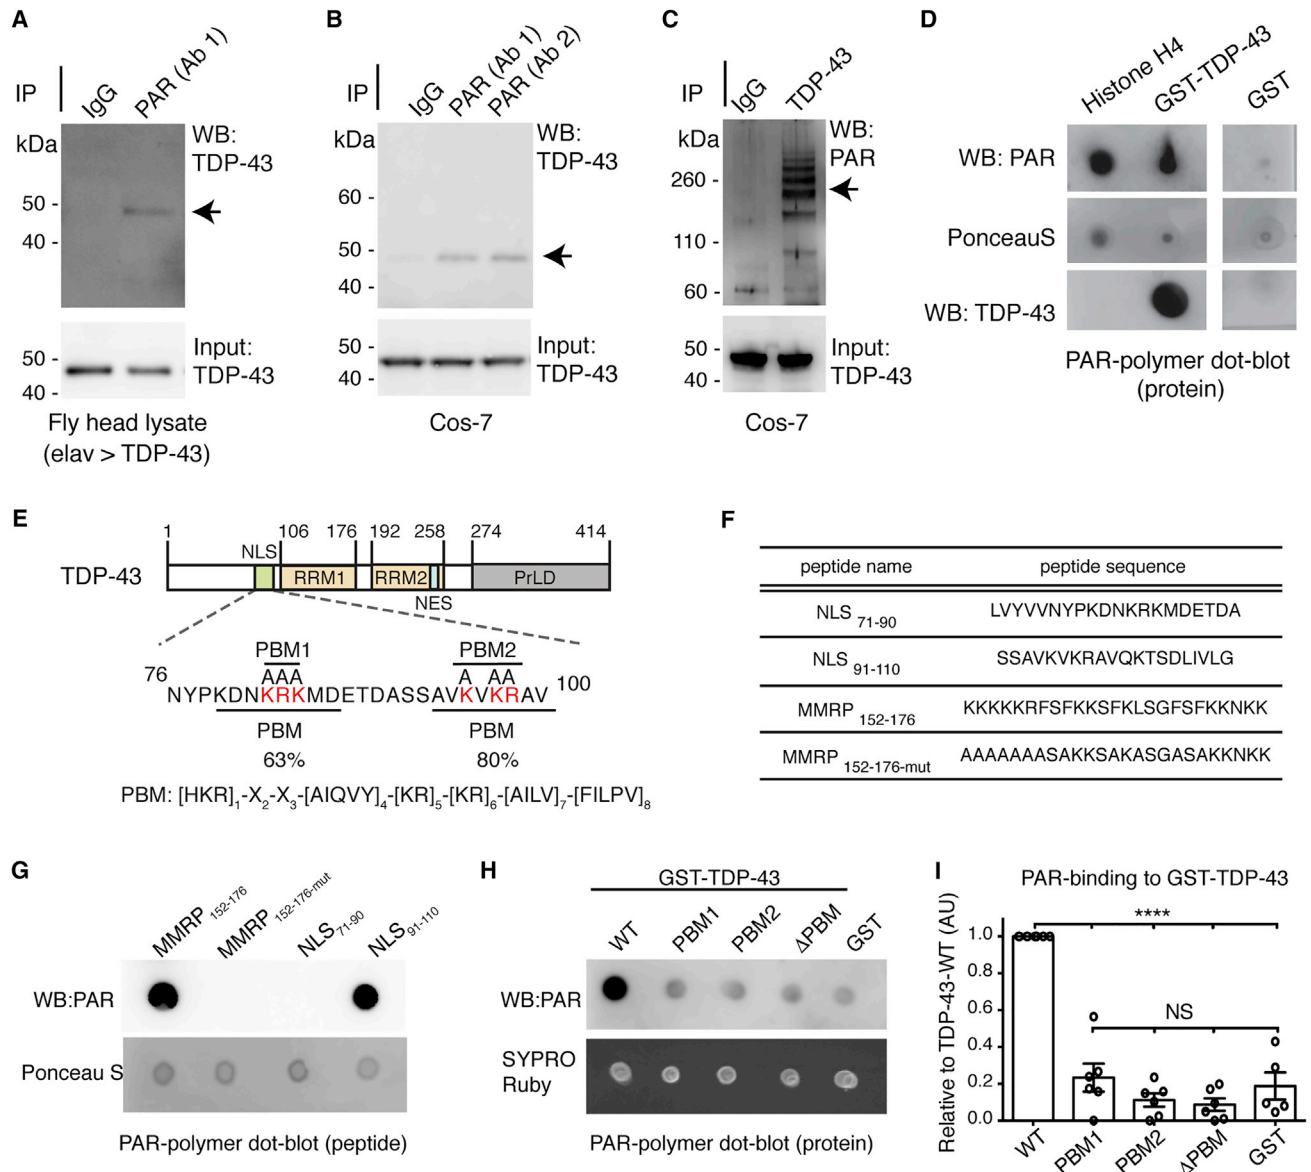 A
IP
IgG
PAR (Ab 1)
kDa
WB:
TDP-43
50 -
40 -
50 -
40 -
Input:
TDP-43
Fly head lysate
(elav > TDP-43)
B
IP
IgG
PAR (Ab 1)
PAR (Ab 2)
kDa
WB:
TDP-43
60 -
50 -
40 -
50 -
40 -
Input:
TDP-43
Cos-7
C
IP
IgG
TDP-43
kDa
WB:
PAR
260 -
110 -
60 -
50 -
40 -
Input:
TDP-43
Cos-7
D
Histone H4
GST-TDP-43
GST
WB: PAR
PonceauS
WB: TDP-43
PAR-polymer dot-blot
(protein)
E
1 106 176 192 258 274 414
NLS
TDP-43
RRM1 RRM2 PrLD
NES
PBM1 PBM2
AAA A AA
76 NYPKDNKRKMDETDASSAVKVKRAV 100
PBM PBM
63% 80%
PBM: [HKR]1-X2-X3-[AIQVY]4-[KR]5-[KR]6-[AILV]7-[FILPV]8
F
peptide name peptide sequence
NLS 71-90 LVYVVNYPKDNKRKMDETDA
NLS 91-110 SSAVKVKRAVQKTSDLIVLG
MMRP 152-176 KKKKKRFSFKKSFKLSGFSFKKNKK
MMRP 152-176-mut AAAAAAASAKKSAKASGASAKKNKK
G
MMRP 152-176
MMRP 152-176-mut
NLS 71-90
NLS 91-110
WB:PAR
Ponceau S
PAR-polymer dot-blot (peptide)
H
GST-TDP-43
WT
PBM1
PBM2
ΔPBM
GST
WB:PAR
SYPRO
Ruby
PAR-polymer dot-blot (protein)
I
PAR-binding to GST-TDP-43
Relative to TDP-43-WT (AU)
****
NS
1.0
0.8
0.6
0.4
0.2
0.0
WT
PBM1
PBM2
ΔPBM
GST